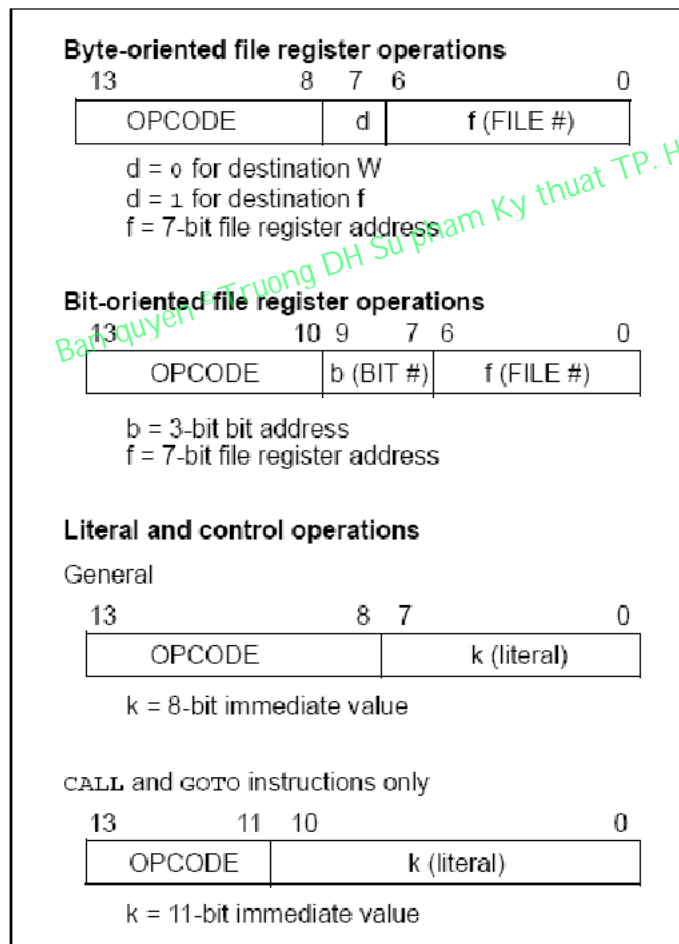 Byte-oriented file register operations
13 8 7 6 0
OPCODE d f (FILE #)
d = 0 for destination W
d = 1 for destination f
f = 7-bit file register address
Ban quyen © Truong DH Su pham Ky thuat TP. H
Bit-oriented file register operations
13 10 9 7 6 0
OPCODE b (BIT #) f (FILE #)
b = 3-bit bit address
f = 7-bit file register address
Literal and control operations
General
13 8 7 0
OPCODE k (literal)
k = 8-bit immediate value
CALL and GOTO instructions only
13 11 10 0
OPCODE k (literal)
k = 11-bit immediate value